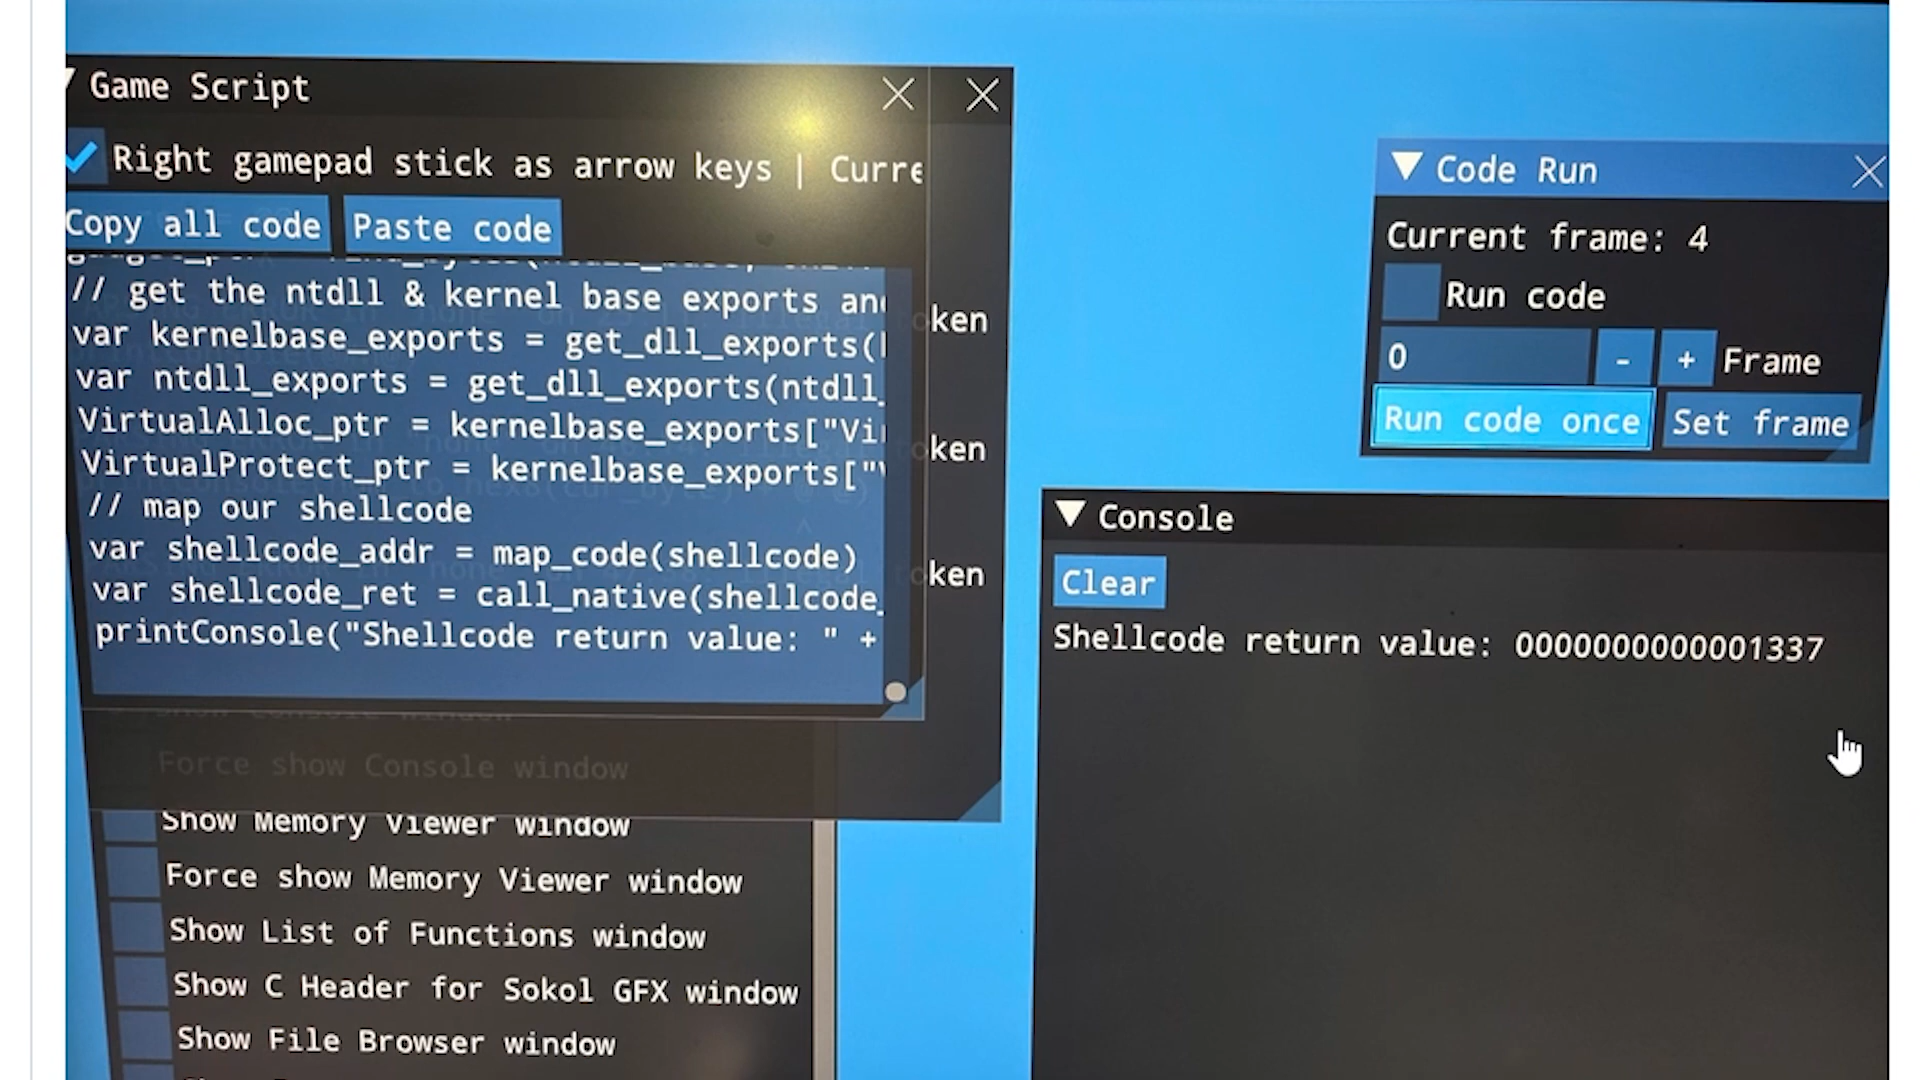 Game Script
Right gamepad stick as arrow keys | Curre
Copy all code
Paste code
// get the ntdll & kernel base exports an
var kernelbase_exports = get_dll_exports(
var ntdll_exports = get_dll_exports(ntdll_
VirtualAlloc_ptr = kernelbase_exports["Vi
VirtualProtect_ptr = kernelbase_exports["
// map our shellcode
var shellcode_addr = map_code(shellcode)
var shellcode_ret = call_native(shellcode_
printConsole("Shellcode return value: " +
ken
ken
ken
Force show Console window
Show Memory Viewer window
Force show Memory Viewer window
Show List of Functions window
Show C Header for Sokol GFX window
Show File Browser window
Code Run
Current frame: 4
Run code
0
- + Frame
Run code once
Set frame
Console
Clear
Shellcode return value: 0000000000001337